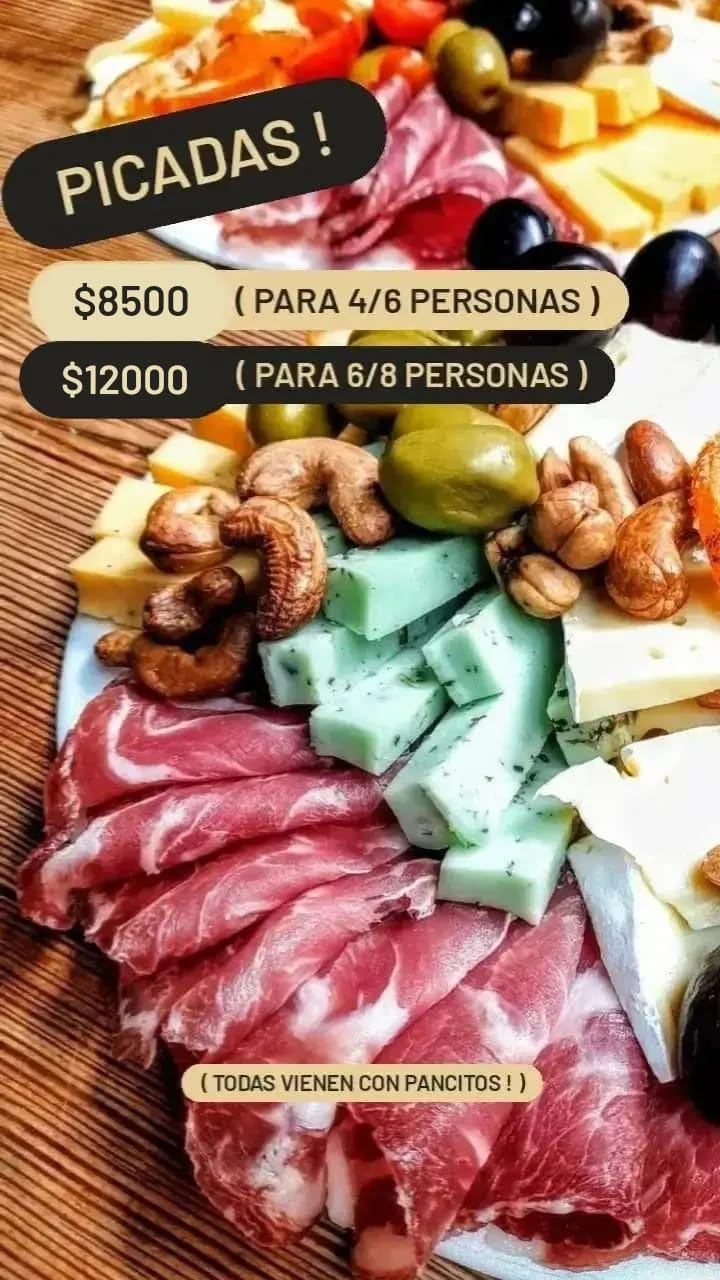 PICADAS !
$8500 ( PARA 4/6 PERSONAS )
$12000 ( PARA 6/8 PERSONAS )
( TODAS VIENEN CON PANCITOS ! )